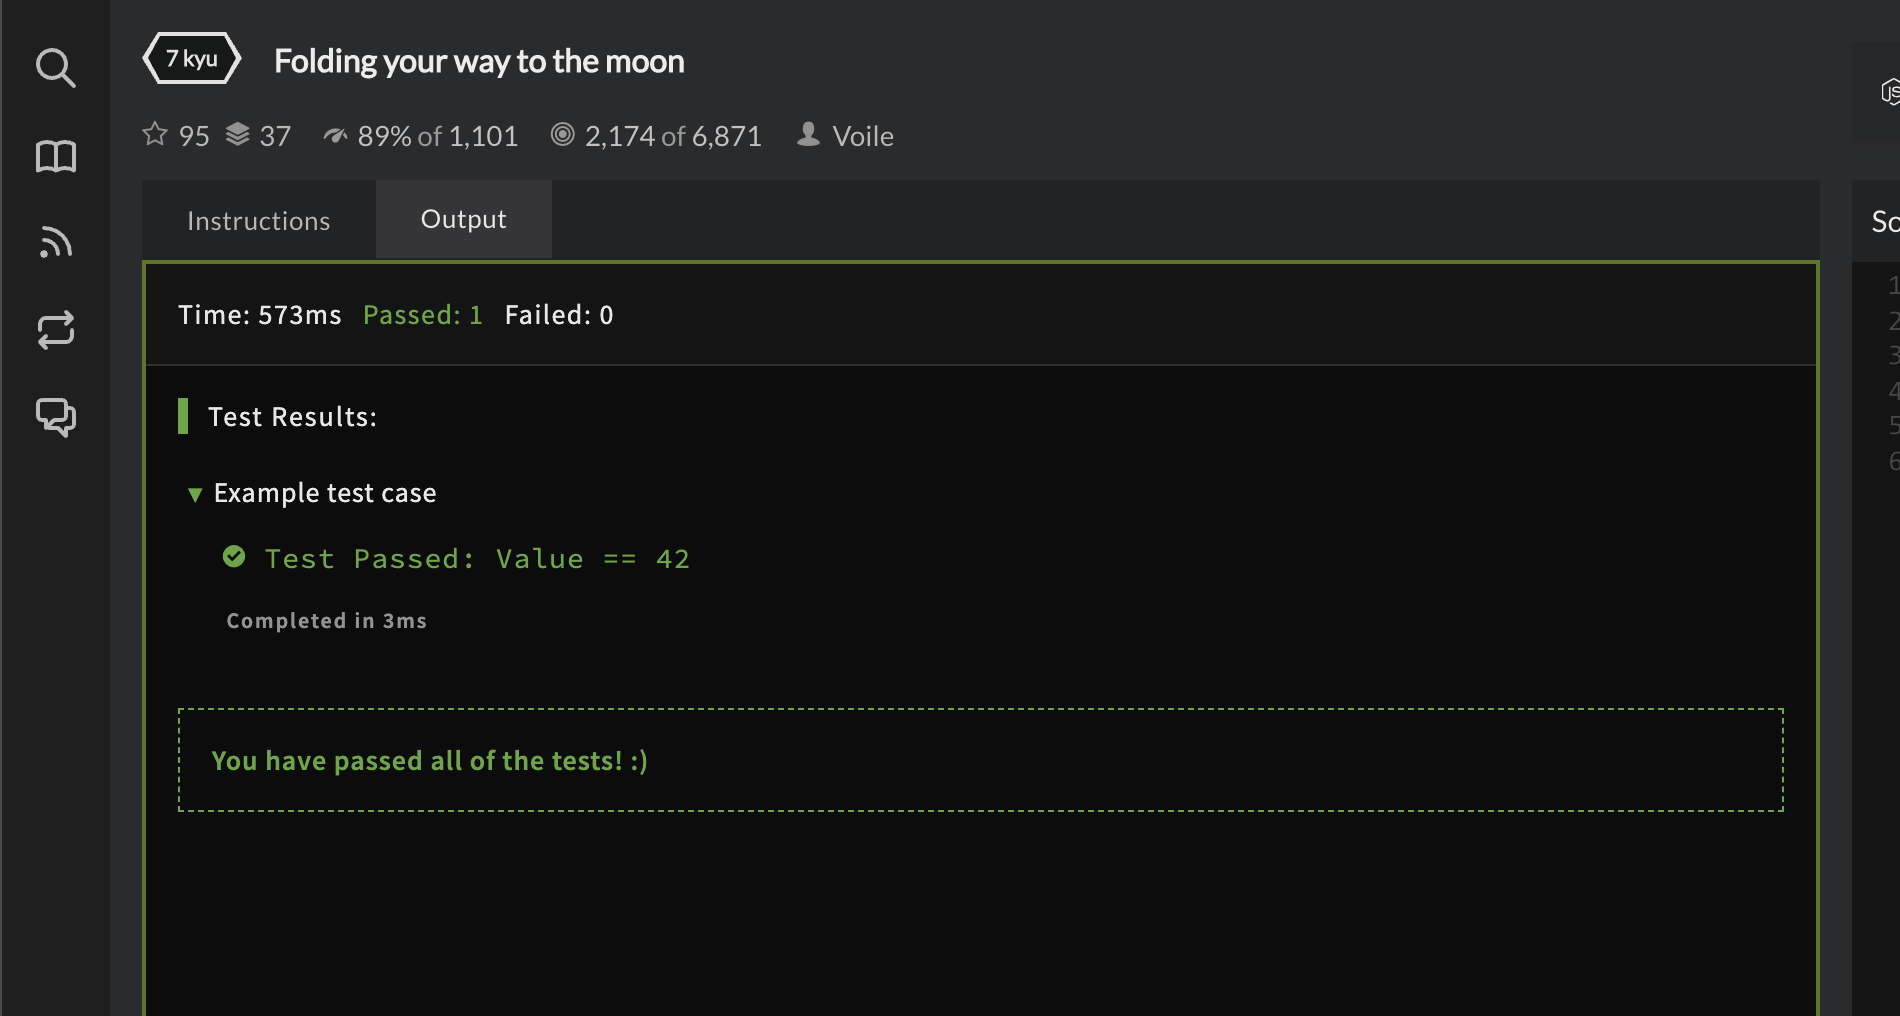 7 kyu Folding your way to the moon
95 37 89% of 1,101 2,174 of 6,871 Voile
JS
Instructions Output
So
Time: 573ms Passed: 1 Failed: 0
1
2
3
4
5
6
Test Results:
▼ Example test case
Test Passed: Value == 42
Completed in 3ms
You have passed all of the tests! :)